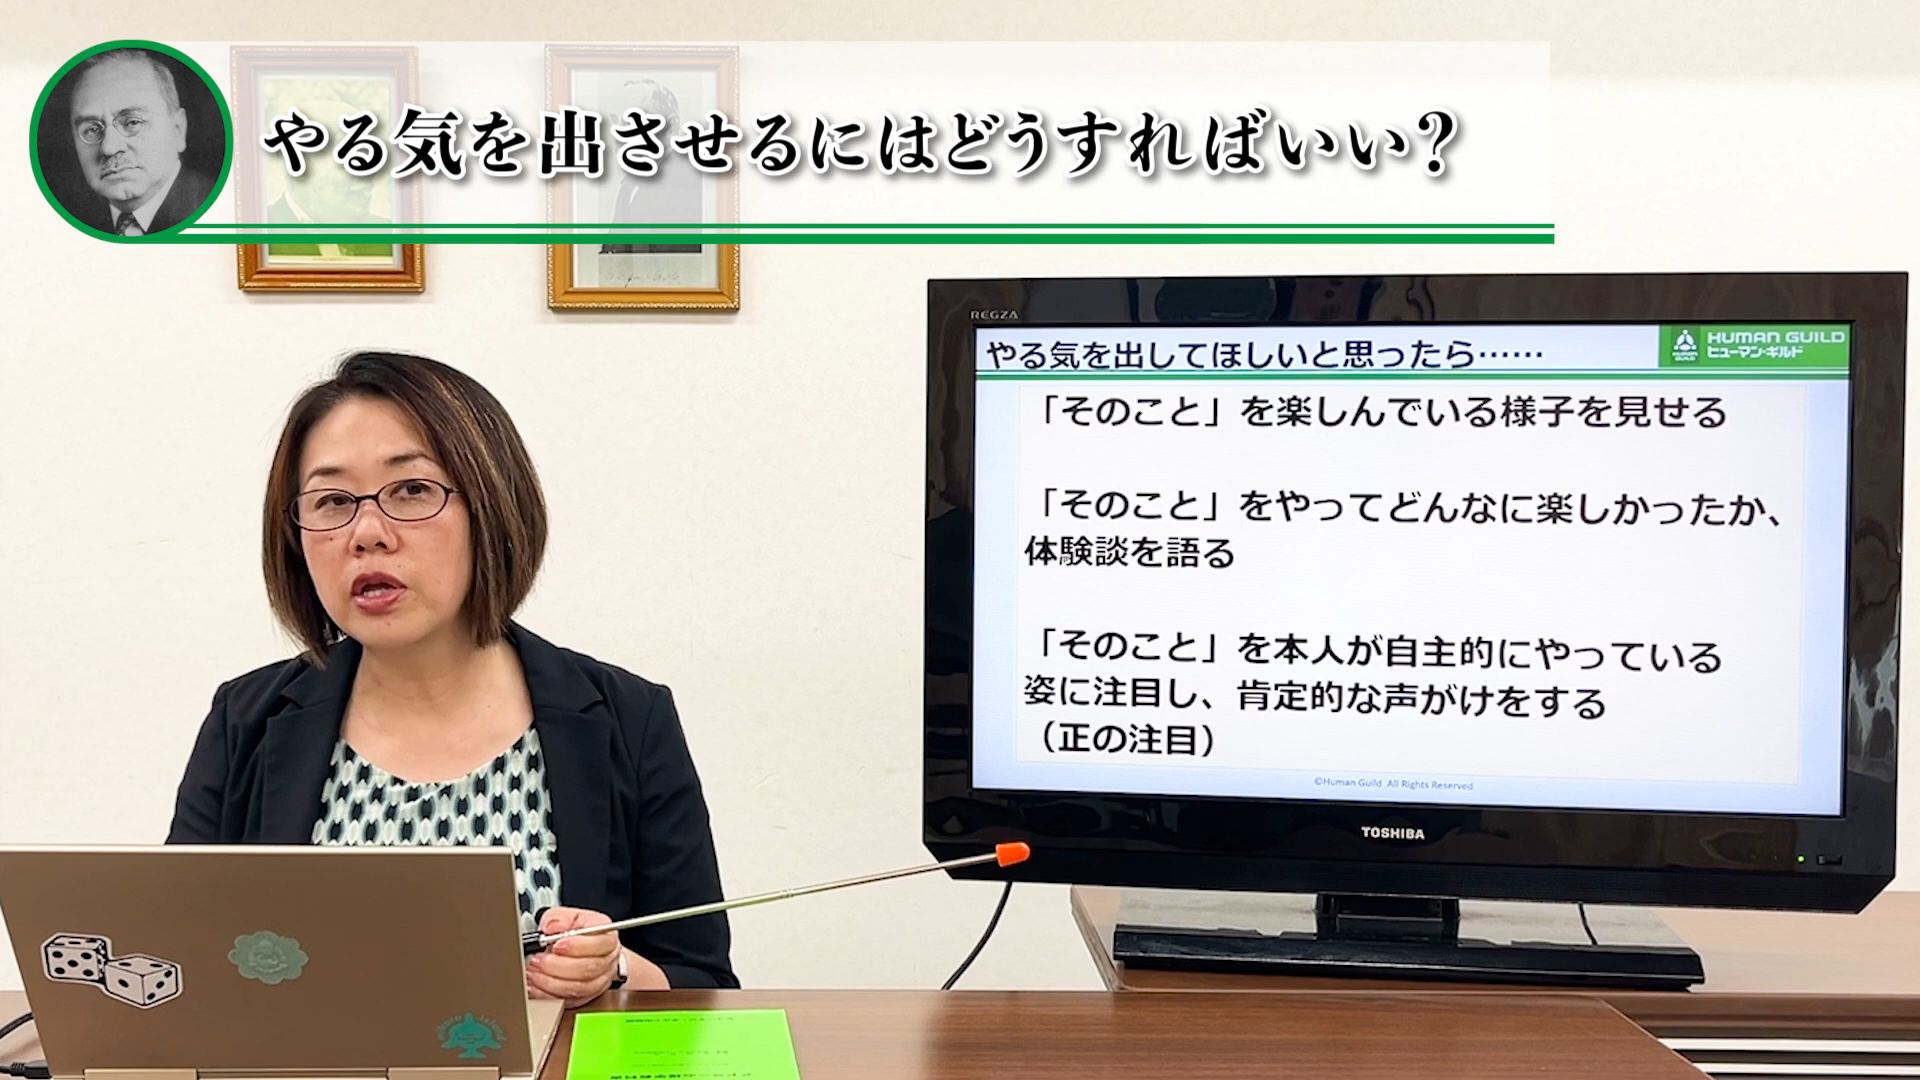 やる気を出させるにはどうすればいい?
REGZA
やる気を出してほしいと思ったら……
HUMAN GUILD
ヒューマン・ギルド
HUMAN GUILD
「そのこと」を楽しんでいる様子を見せる
「そのこと」をやってどんなに楽しかったか、
体験談を語る
「そのこと」を本人が自主的にやっている
姿に注目し、肯定的な声がけをする
（正の注目）
©Human Guild All Rights Reserved
TOSHIBA